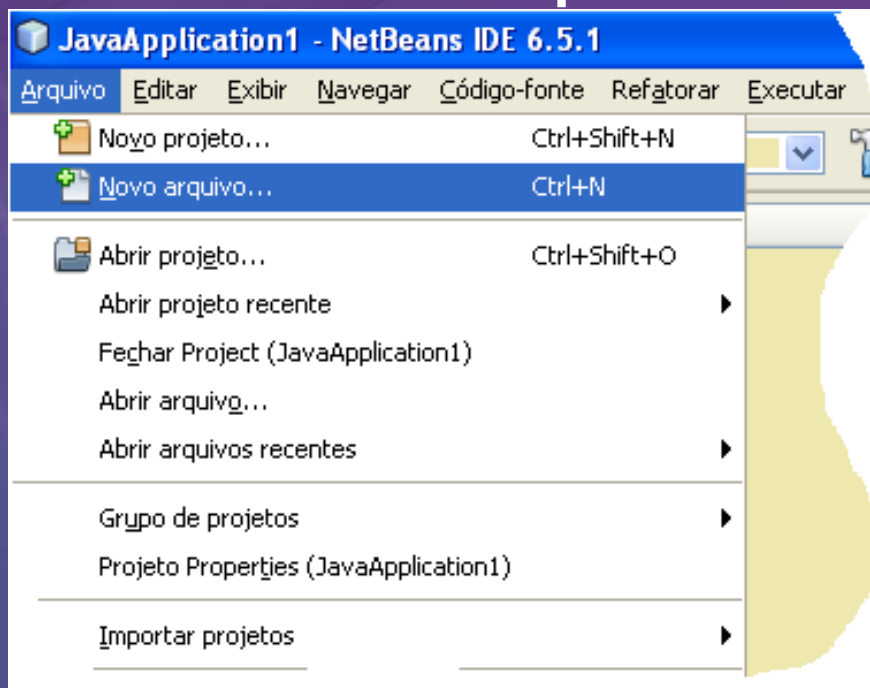 JavaApplication1 - NetBeans IDE 6.5.1
Arquivo Editar Exibir Navegar Código-fonte Refatorar Executar
Novo projeto... Ctrl+Shift+N
Novo arquivo... Ctrl+N
Abrir projeto... Ctrl+Shift+O
Abrir projeto recente
Fechar Project (JavaApplication1)
Abrir arquivo...
Abrir arquivos recentes
Grupo de projetos
Projeto Properties (JavaApplication1)
Importar projetos